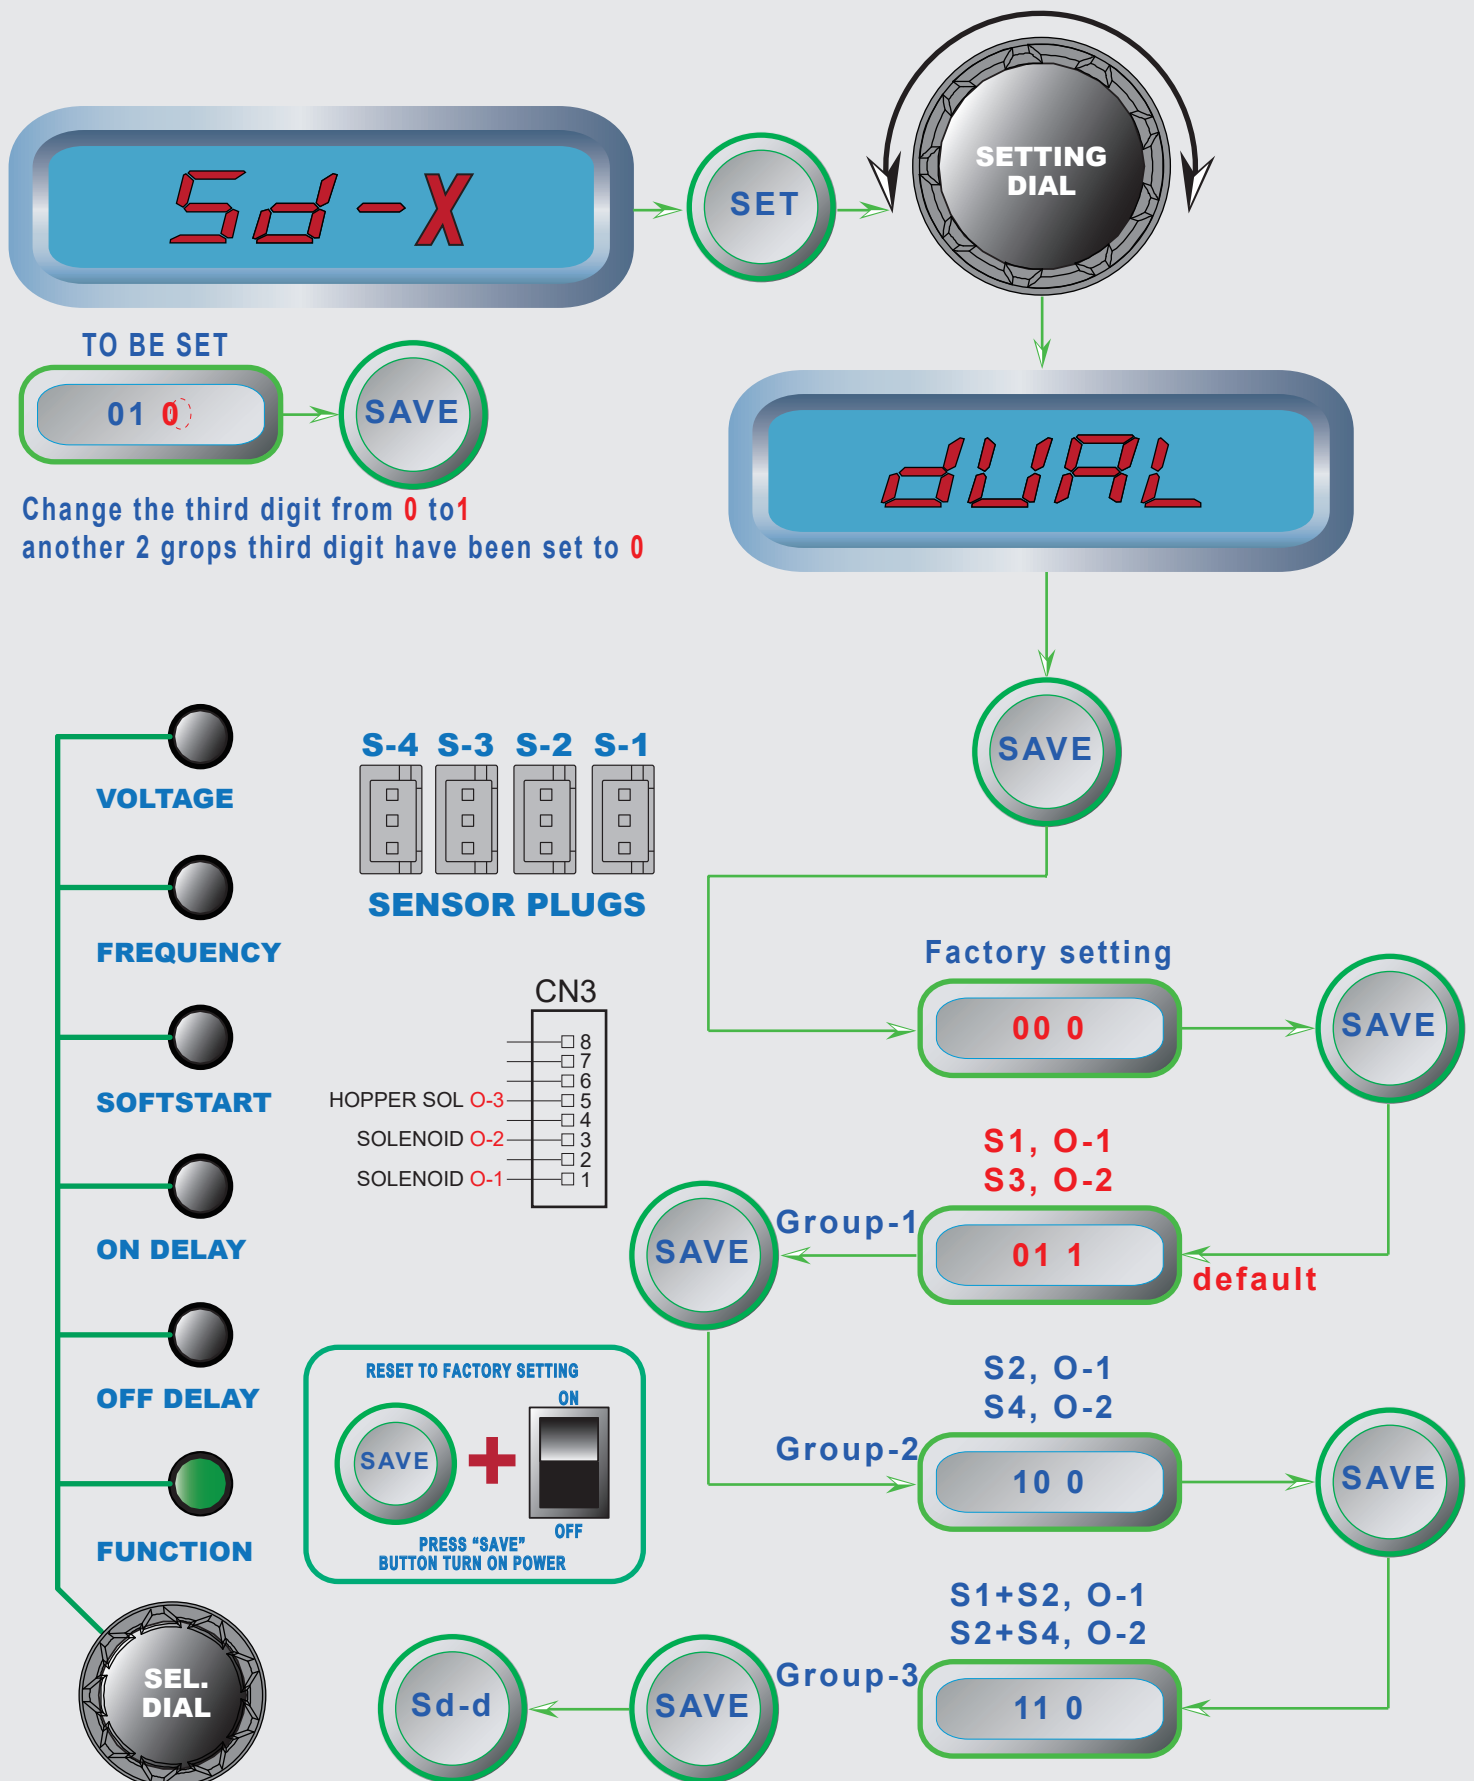 Sd-X
SET
SETTING
DIAL
TO BE SET
01 0
SAVE
Change the third digit from 0 to1
another 2 grops third digit have been set to 0
dUAL
SAVE
VOLTAGE
FREQUENCY
SOFTSTART
ON DELAY
OFF DELAY
FUNCTION
SEL.
DIAL
S-4 S-3 S-2 S-1
SENSOR PLUGS
CN3
8
7
6
HOPPER SOL O-3 5
4
SOLENOID O-2 3
2
SOLENOID O-1 1
Factory setting
00 0
SAVE
S1, O-1
S3, O-2
Group-1
01 1
default
SAVE
S2, O-1
S4, O-2
Group-2
10 0
SAVE
S1+S2, O-1
S2+S4, O-2
Group-3
11 0
SAVE
Sd-d
RESET TO FACTORY SETTING
ON
SAVE
+
OFF
PRESS “SAVE”
BUTTON TURN ON POWER